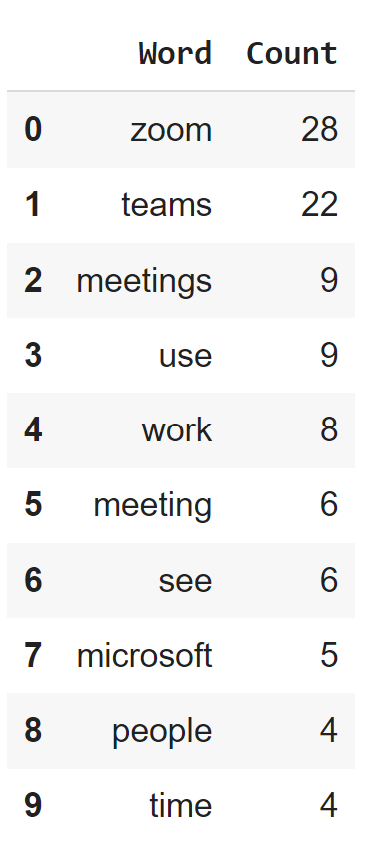 Word Count
0 zoom 28
1 teams 22
2 meetings 9
3 use 9
4 work 8
5 meeting 6
6 see 6
7 microsoft 5
8 people 4
9 time 4